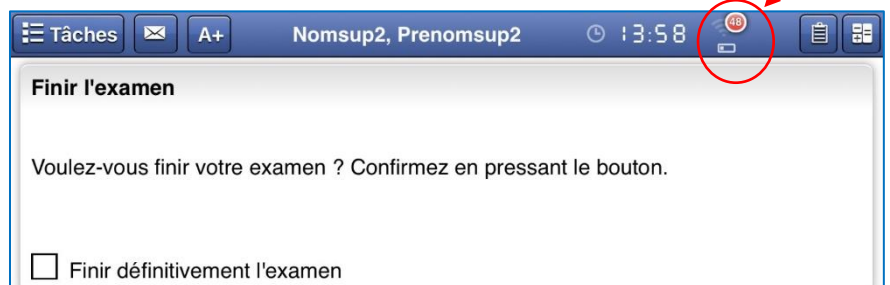 Tâches A+ Nomsup2, Prenomsup2 13:58 48
Finir l'examen
Voulez-vous finir votre examen ? Confirmez en pressant le bouton.
Finir définitivement l'examen